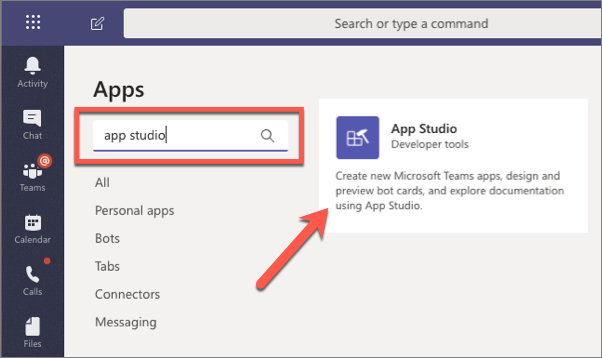 Search or type a command
Activity
Chat
@
Teams
Calendar
Calls
Files
Apps
app studio
All
Personal apps
Bots
Tabs
Connectors
Messaging
App Studio
Developer tools
Create new Microsoft Teams apps, design and
preview bot cards, and explore documentation
using App Studio.